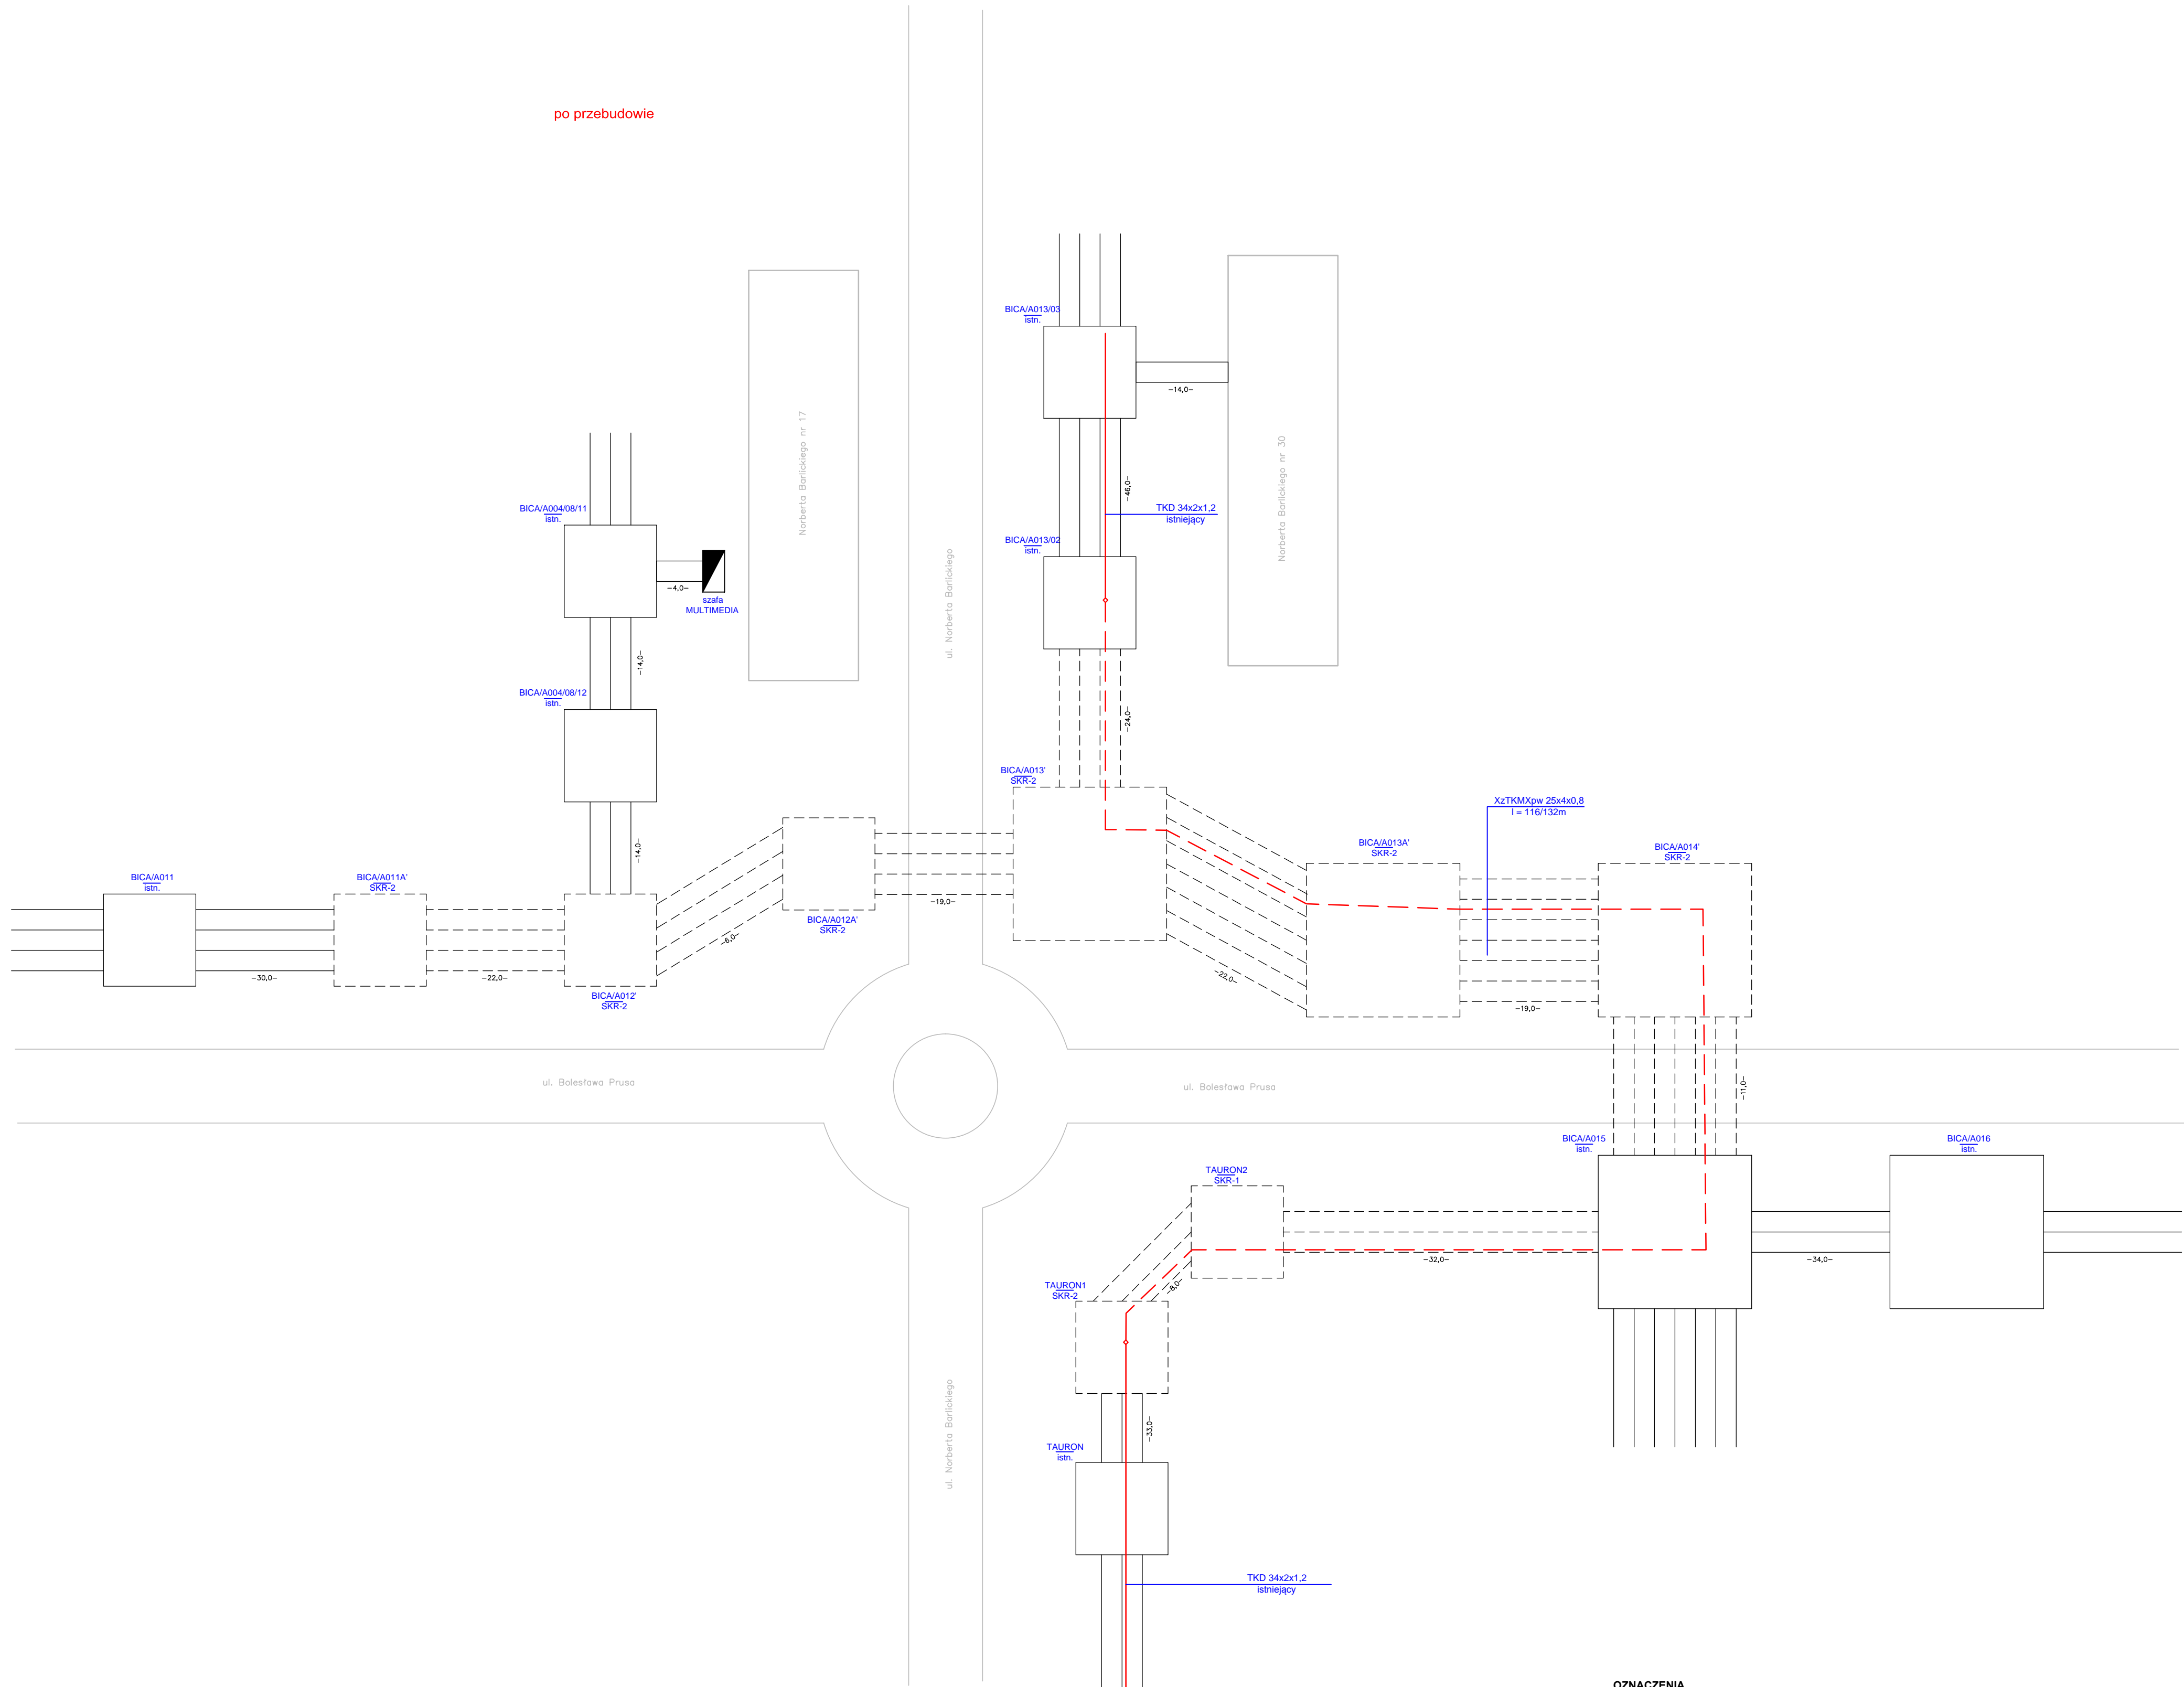 po przebudowie
BICA/A013/03
istn.
-14,0-
Norberta Barlickiego nr 17
Norberta Barlickiego nr 30
-46,0-
TKD 34x2x1,2
istniejący
BICA/A004/08/11
istn.
BICA/A013/02
istn.
ul. Norberta Barlickiego
-4,0-
szafa
MULTIMEDIA
-14,0-
BICA/A004/08/12
istn.
-24,0-
BICA/A013'
SKR-2
XzTKMXpw 25x4x0,8
l = 116/132m
-14,0-
BICA/A013A'
SKR-2
BICA/A014'
SKR-2
BICA/A011
istn.
BICA/A011A'
SKR-2
-19,0-
BICA/A012A'
SKR-2
-6,0-
-30,0-
-22,0-
-22,0-
BICA/A012'
SKR-2
-19,0-
ul. Bolesława Prusa
ul. Bolesława Prusa
-11,0-
BICA/A015
istn.
BICA/A016
istn.
TAURON2
SKR-1
-32,0-
-34,0-
TAURON1
SKR-2
-8,0-
ul. Norberta Barlickiego
-33,0-
TAURON
istn.
TKD 34x2x1,2
istniejący
OZNACZENIA